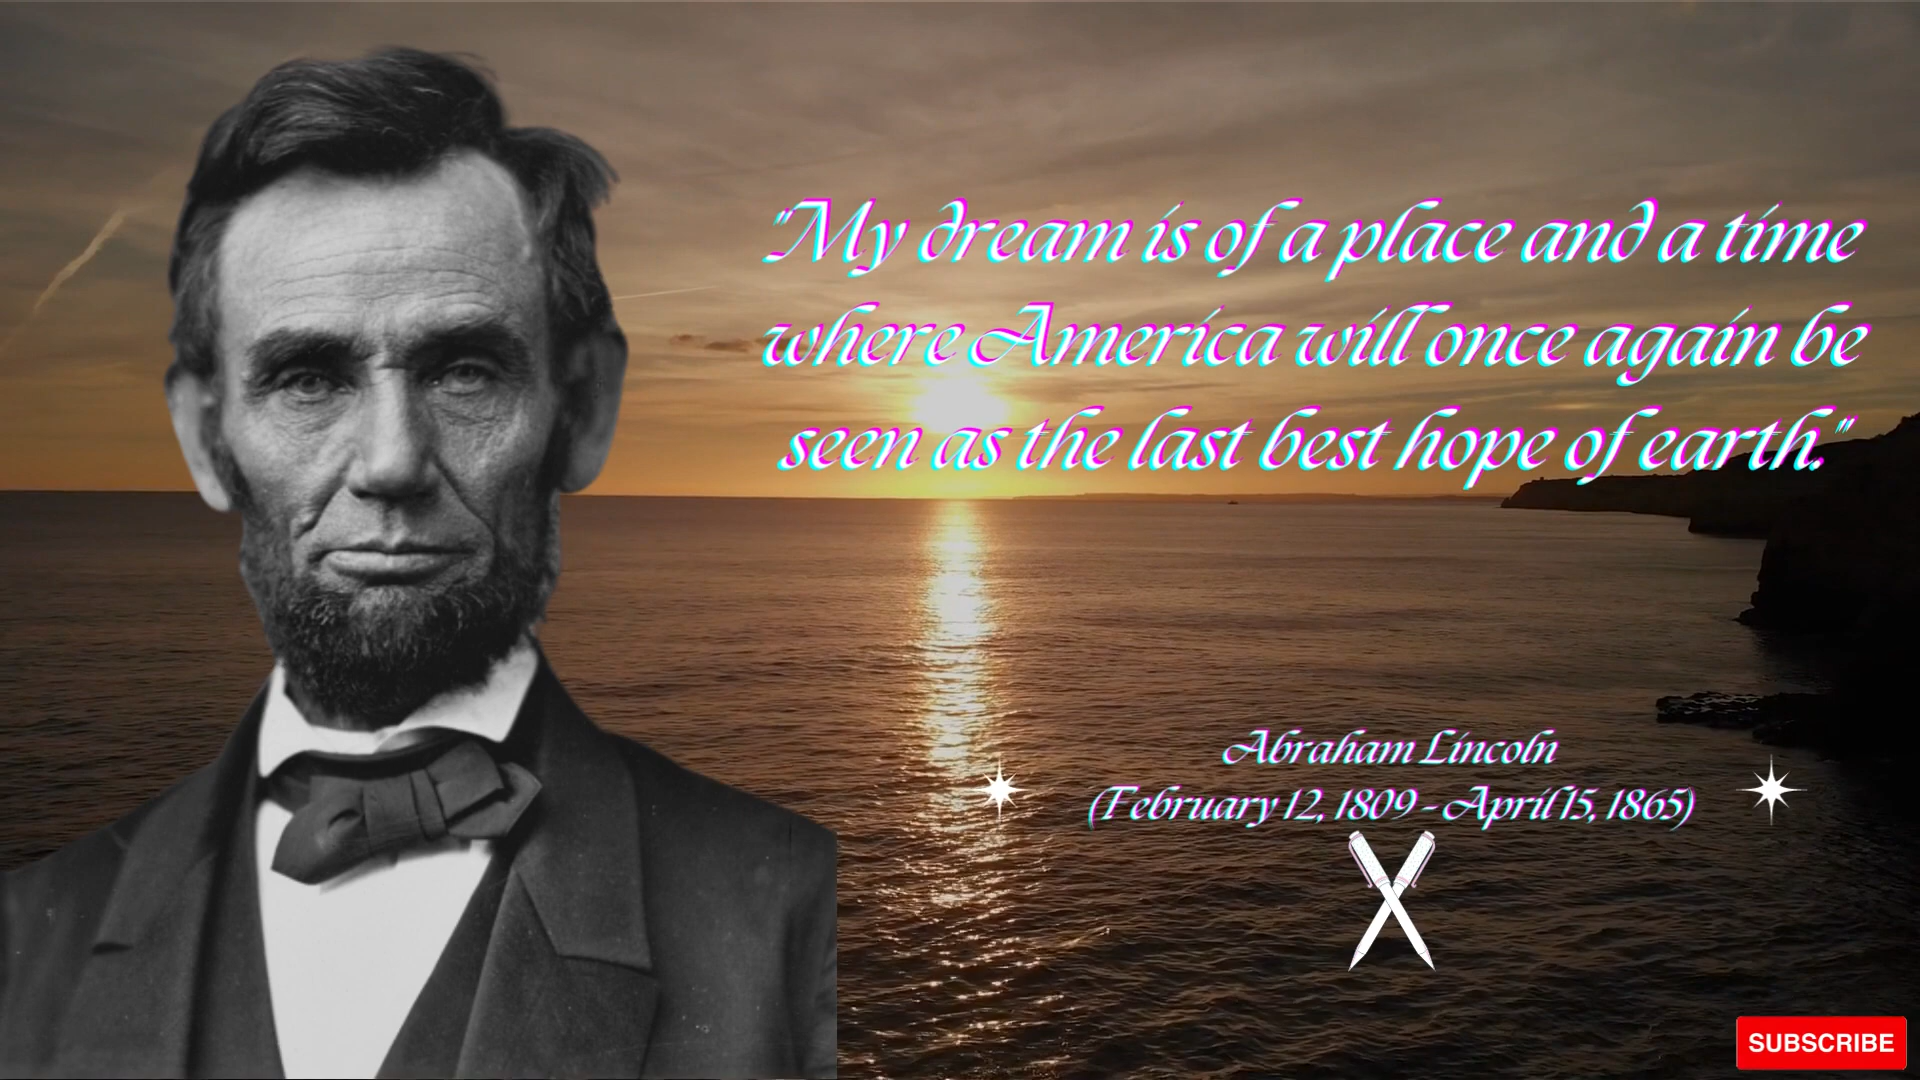 "My dream is of a place and a time
where America will once again be
seen as the last best hope of earth."
Abraham Lincoln
(February 12, 1809 - April 15, 1865)
SUBSCRIBE